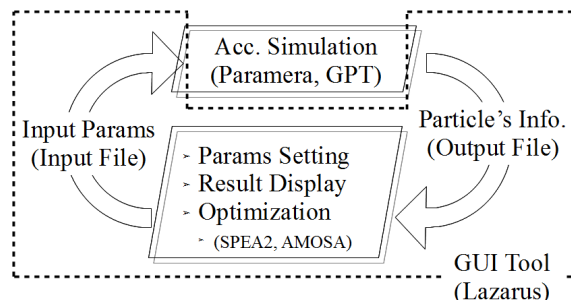 Acc. Simulation
(Paramera, GPT)
Input Params
(Input File)
Particle's Info.
(Output File)
➢ Params Setting
➢ Result Display
➢ Optimization
➢ (SPEA2, AMOSA)
GUI Tool
(Lazarus)